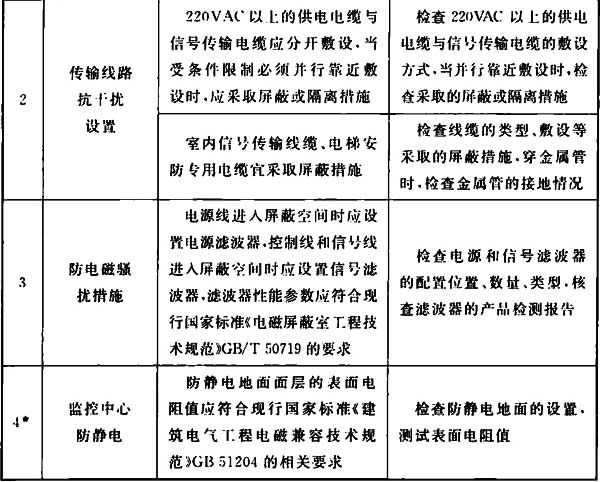 2
传输线路
抗干扰
设置
220VAC 以上的供电电缆与
信号传输电缆应分开敷设,当
受条件限制必须并行靠近敷
设时,应采取屏蔽或隔离措施
检查 220VAC 以上的供电
电缆与信号传输电缆的敷设
方式,当并行靠近敷设时,检
查采取的屏蔽或隔离措施
室内信号传输线缆、电梯安
防专用电缆宜采取屏蔽措施
检查线缆的类型、敷设等
采取的屏蔽措施,穿金属管
时,检查金属管的接地情况
3
防电磁骚
扰措施
电源线进入屏蔽空间时应设
置电源滤波器,控制线和信号线
进入屏蔽空间时应设置信号滤
波器,滤波器性能参数应符合现
行国家标准《电磁屏蔽室工程技
术规范》GB/T 50719 的要求
检查电源和信号滤波器
的配置位置、数量、类型,核
查滤波器的产品检测报告
4*
监控中心
防静电
防静电地面面层的表面电
阻值应符合现行国家标准《建
筑电气工程电磁兼容技术规
范》GB 51204 的相关要求
检查防静电地面的设置,
测试表面电阻值